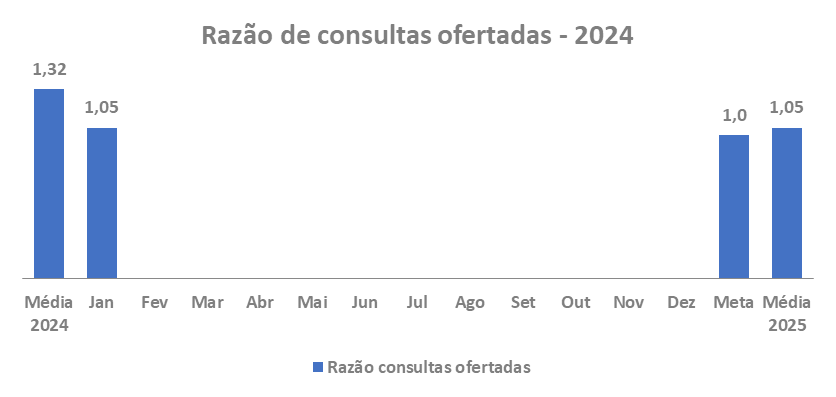 Razão de consultas ofertadas - 2024
1,32
1,05
1,0
1,05
Média 2024
Jan
Fev
Mar
Abr
Mai
Jun
Jul
Ago
Set
Out
Nov
Dez
Meta
Média 2025
Razão consultas ofertadas